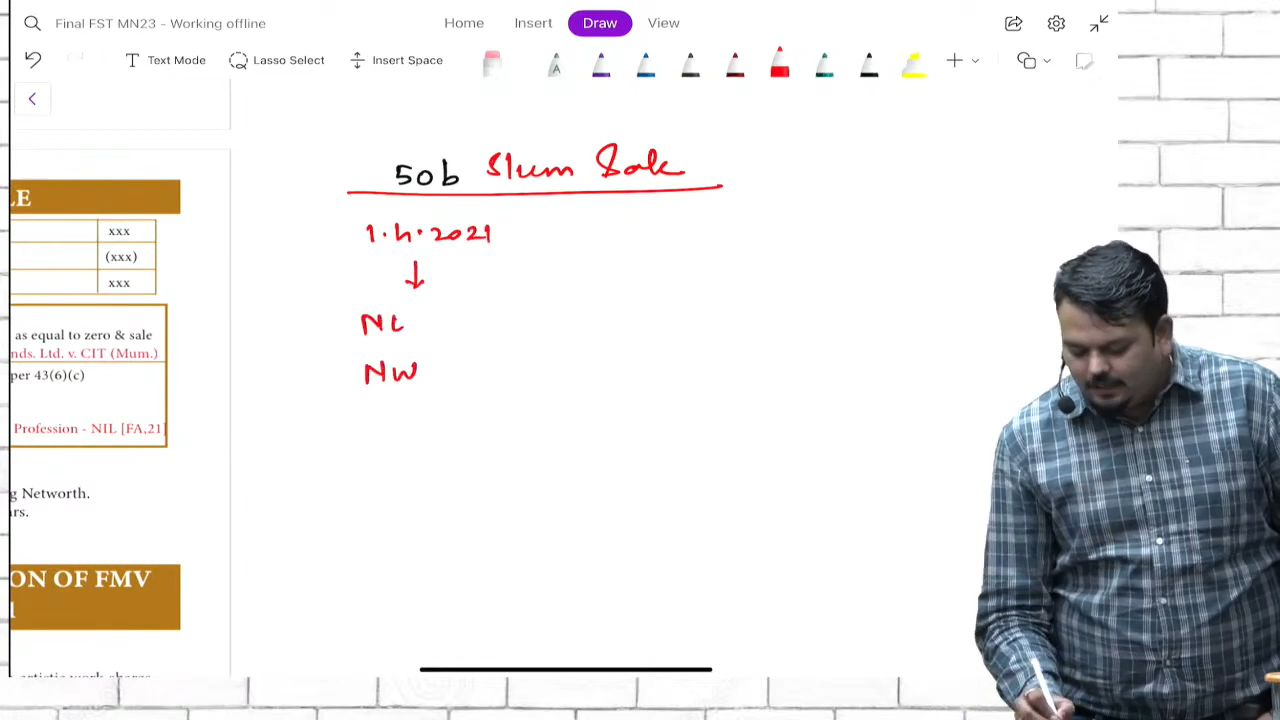 Final FST MN23 - Working offline
Home Insert Draw View
Text Mode Lasso Select Insert Space
A
LE
xxx
(xxx)
xxx
as equal to zero & sale
nds. Ltd. v. CIT (Mum.)
per 43(6)(c)
Profession - NIL [FA,21]
g Networth.
ars.
ON OF FMV
50b Slum Sale
1.4.2021
↓
NL
NW